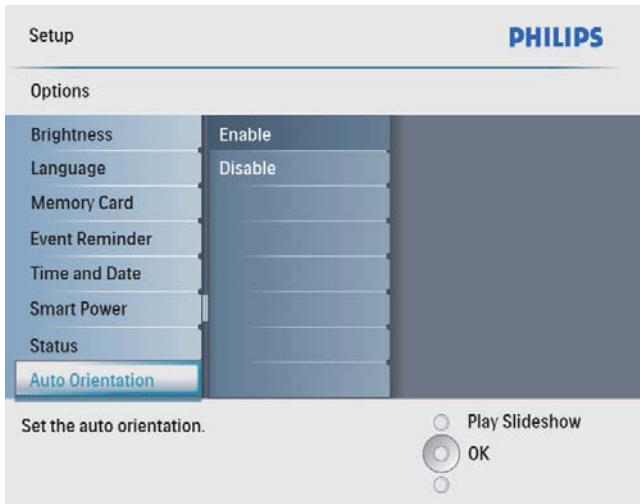 Setup
PHILIPS
Options
Brightness
Language
Memory Card
Event Reminder
Time and Date
Smart Power
Status
Auto Orientation
Enable
Disable
Set the auto orientation.
Play Slideshow
OK